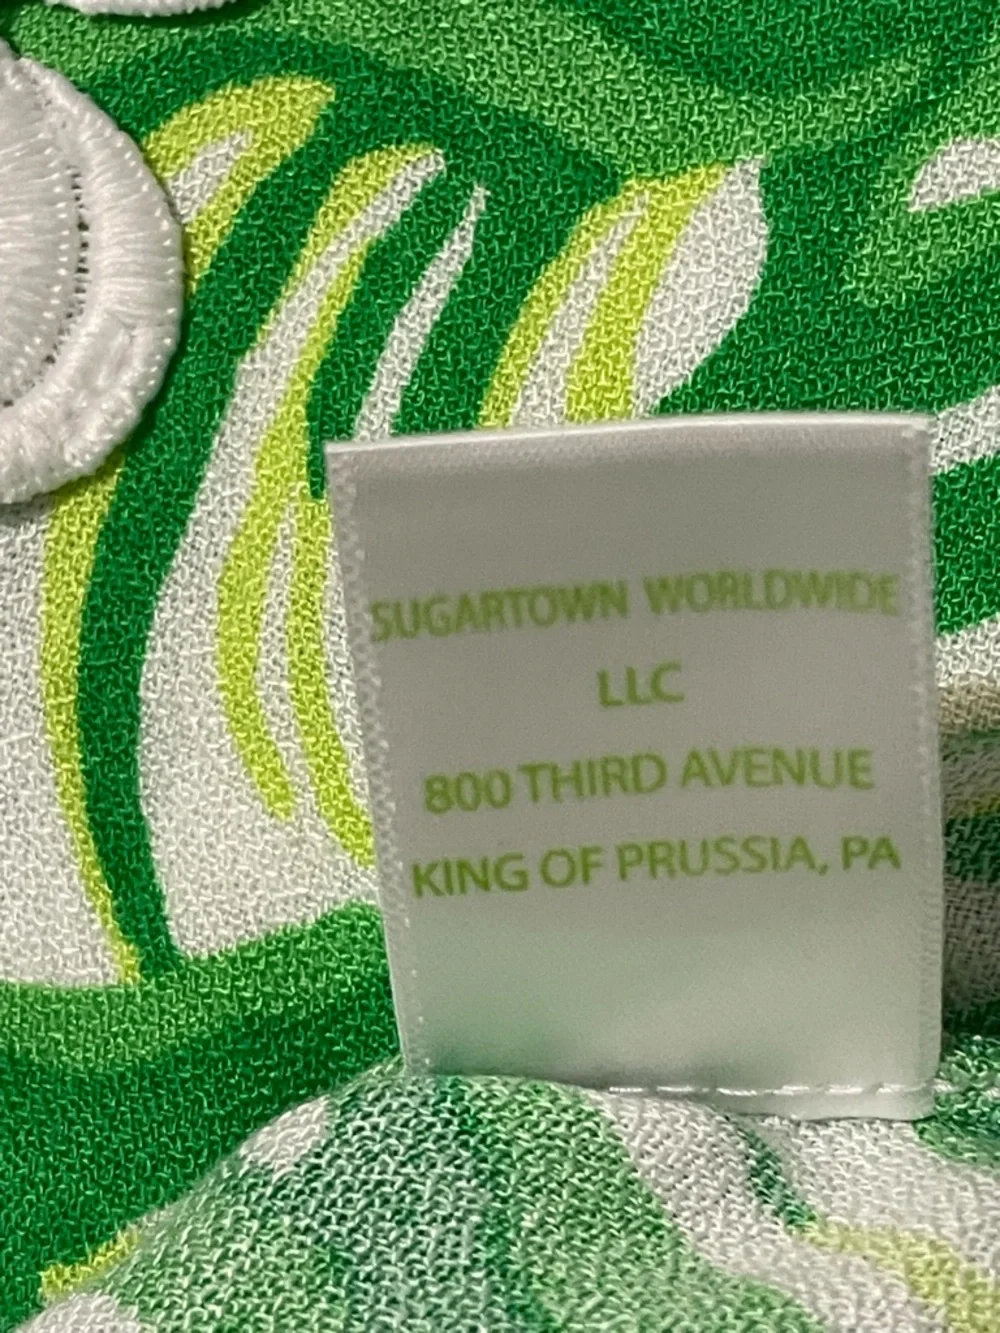 SUGARTOWN WORLDWIDE
LLC
800 THIRD AVENUE
KING OF PRUSSIA, PA